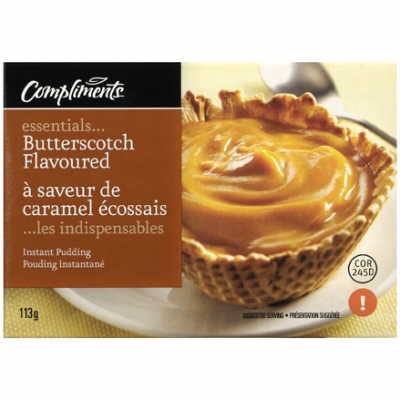 Compliments
essentials...
Butterscotch
Flavoured
à saveur de
caramel écossais
...les indispensables
Instant Pudding
Pouding instantané
COR
245D
!
113g
SUGGESTED SERVING • PRÉSENTATION SUGGÉRÉE